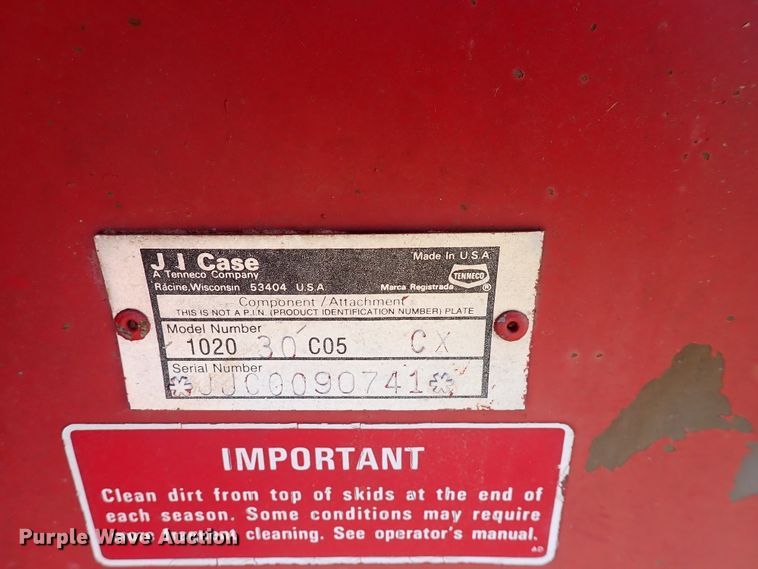 J I Case
Made In U.S.A.
A Tenneco Company
TENNECO
Racine, Wisconsin 53404 U.S.A.
Marca Registrada ®
Component / Attachment
THIS IS NOT A P.I.N. (PRODUCT IDENTIFICATION NUMBER) PLATE
Model Number
1020 30 C05 CX
Serial Number
*JJC0090741*
IMPORTANT
Clean dirt from top of skids at the end of
each season. Some conditions may require
cleaning. See operator's manual.
Purple Wave Auction